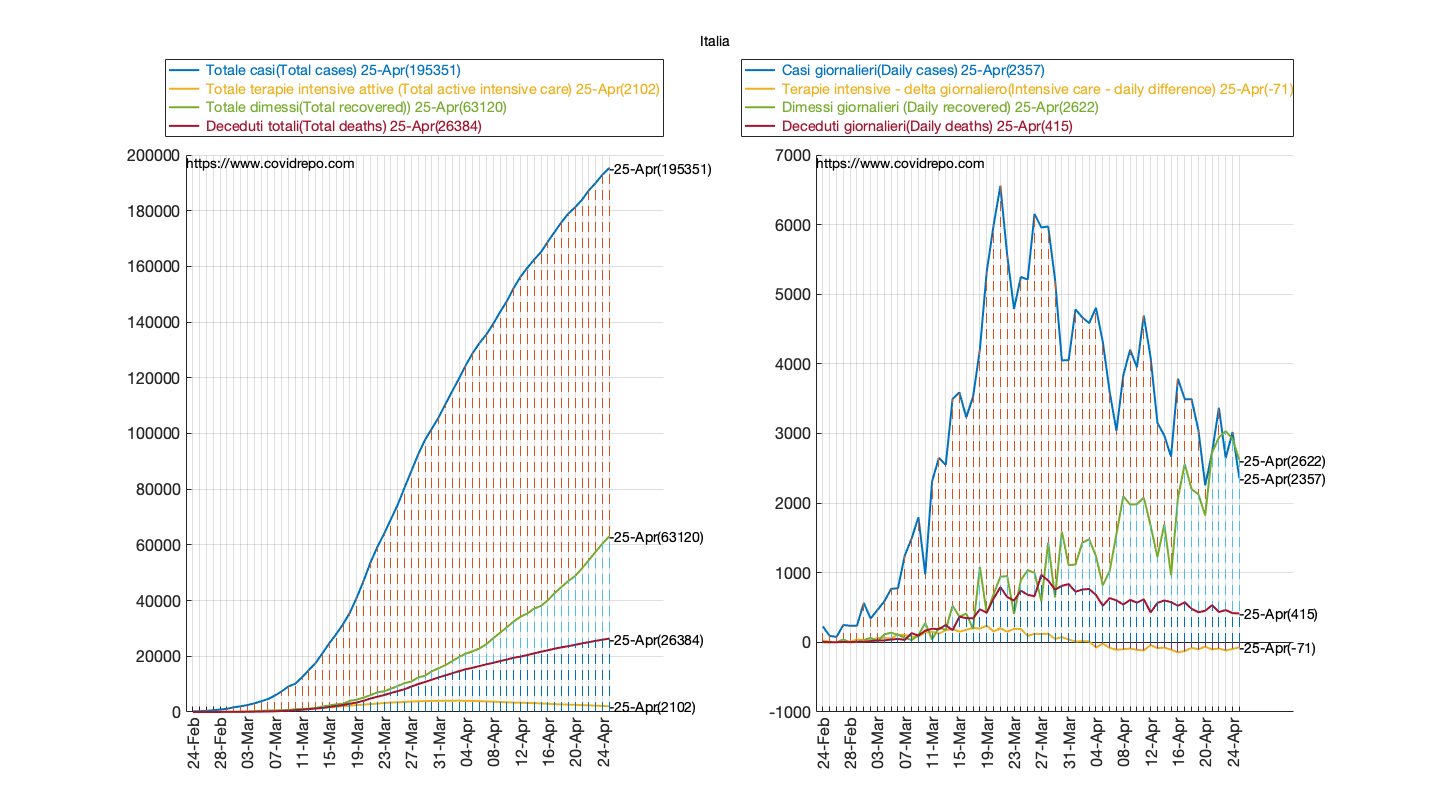 Italia
Totale casi(Total cases) 25-Apr(195351)
Totale terapie intensive attive (Total active intensive care) 25-Apr(2102)
Totale dimessi(Total recovered)) 25-Apr(63120)
Deceduti totali(Total deaths) 25-Apr(26384)
200000
180000
160000
140000
120000
100000
80000
60000
40000
20000
0
https://www.covidrepo.com
25-Apr(195351)
25-Apr(63120)
25-Apr(26384)
25-Apr(2102)
24-Feb
28-Feb
03-Mar
07-Mar
11-Mar
15-Mar
19-Mar
23-Mar
27-Mar
31-Mar
04-Apr
08-Apr
12-Apr
16-Apr
20-Apr
24-Apr
Casi giornalieri(Daily cases) 25-Apr(2357)
Terapie intensive - delta giornaliero(Intensive care - daily difference) 25-Apr(-71)
Dimessi giornalieri (Daily recovered) 25-Apr(2622)
Deceduti giornalieri(Daily deaths) 25-Apr(415)
7000
6000
5000
4000
3000
2000
1000
0
-1000
https://www.covidrepo.com
25-Apr(2622)
25-Apr(2357)
25-Apr(415)
25-Apr(-71)
24-Feb
28-Feb
03-Mar
07-Mar
11-Mar
15-Mar
19-Mar
23-Mar
27-Mar
31-Mar
04-Apr
08-Apr
12-Apr
16-Apr
20-Apr
24-Apr